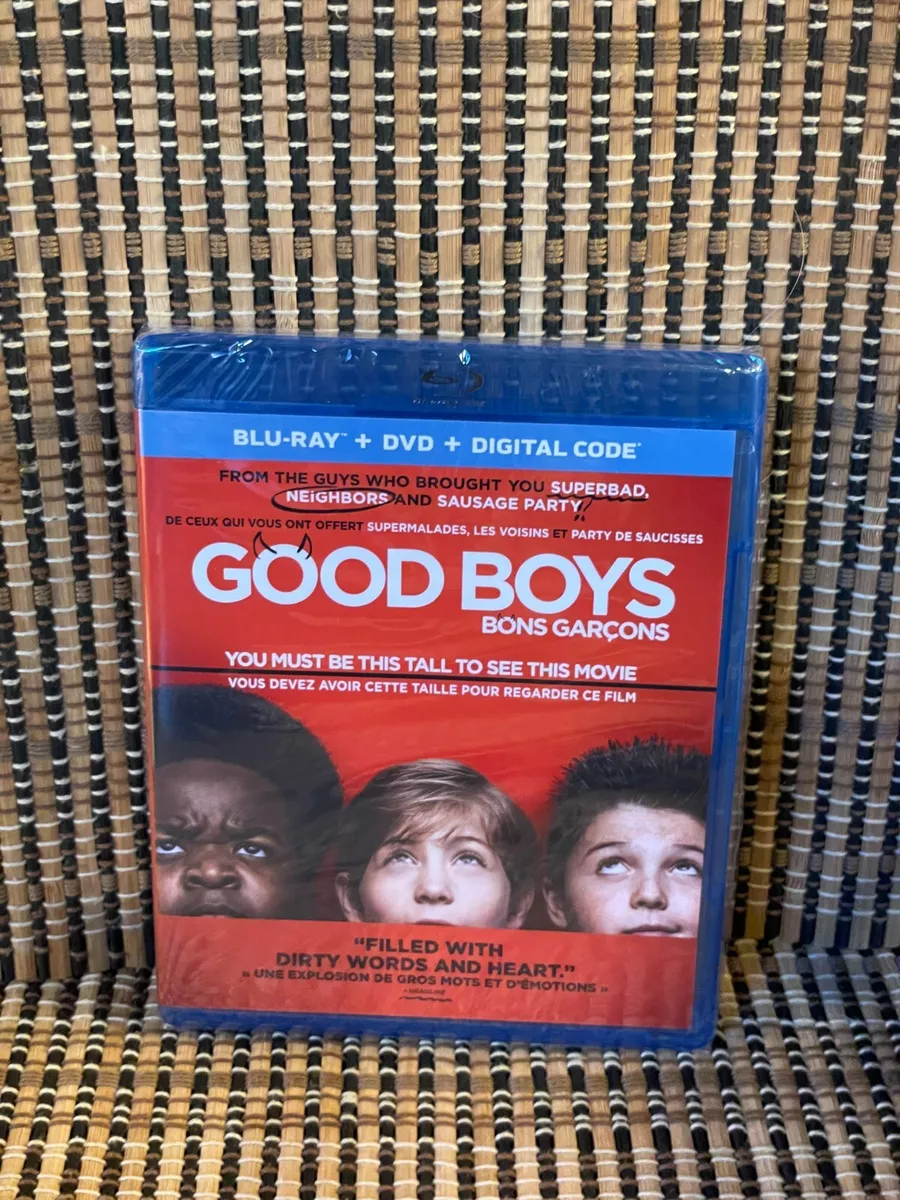 BLU-RAY™ + DVD + DIGITAL CODE
FROM THE GUYS WHO BROUGHT YOU SUPERBAD,
NEiGHBORS AND SAUSAGE PARTY
DE CEUX QUI VOUS ONT OFFERT SUPERMALADES, LES VOISINS ET PARTY DE SAUCISSES
GOOD BOYS
BONS GARÇONS
YOU MUST BE THIS TALL TO SEE THIS MOVIE
VOUS DEVEZ AVOIR CETTE TAILLE POUR REGARDER CE FILM
“FILLED WITH
DIRTY WORDS AND HEART.”
« UNE EXPLOSION DE GROS MOTS ET D'ÉMOTIONS »